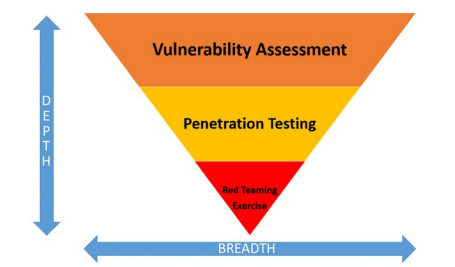 Vulnerability Assessment
Penetration Testing
Red Teaming
Exercise
DEPTH
BREADTH